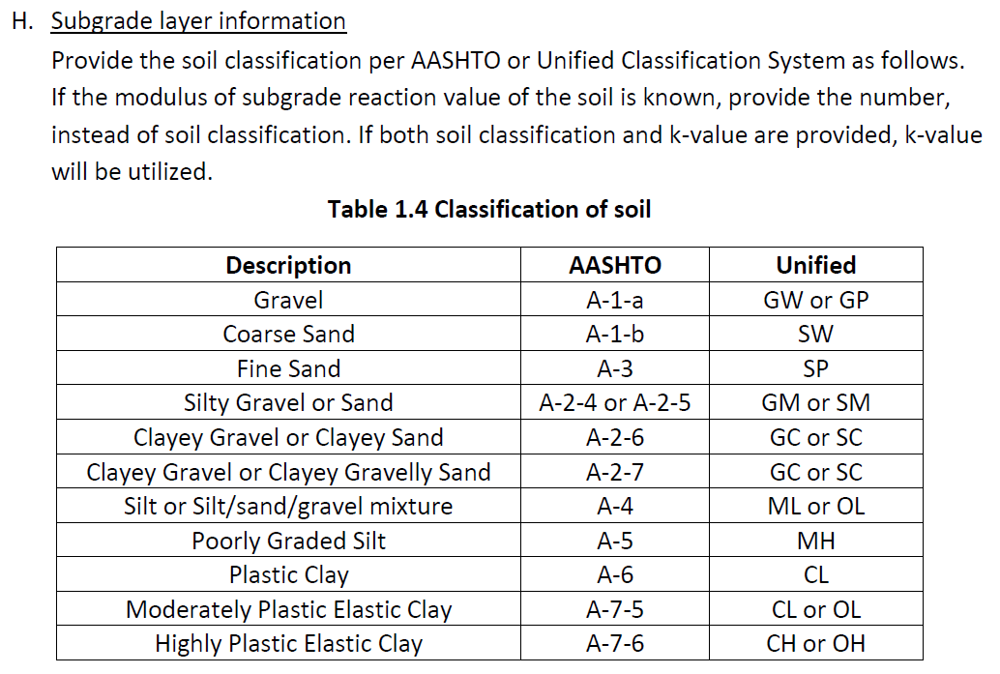 H. Subgrade layer information
Provide the soil classification per AASHTO or Unified Classification System as follows.
If the modulus of subgrade reaction value of the soil is known, provide the number,
instead of soil classification. If both soil classification and k-value are provided, k-value
will be utilized.
Table 1.4 Classification of soil
Description AASHTO Unified
Gravel A-1-a GW or GP
Coarse Sand A-1-b SW
Fine Sand A-3 SP
Silty Gravel or Sand A-2-4 or A-2-5 GM or SM
Clayey Gravel or Clayey Sand A-2-6 GC or SC
Clayey Gravel or Clayey Gravelly Sand A-2-7 GC or SC
Silt or Silt/sand/gravel mixture A-4 ML or OL
Poorly Graded Silt A-5 MH
Plastic Clay A-6 CL
Moderately Plastic Elastic Clay A-7-5 CL or OL
Highly Plastic Elastic Clay A-7-6 CH or OH